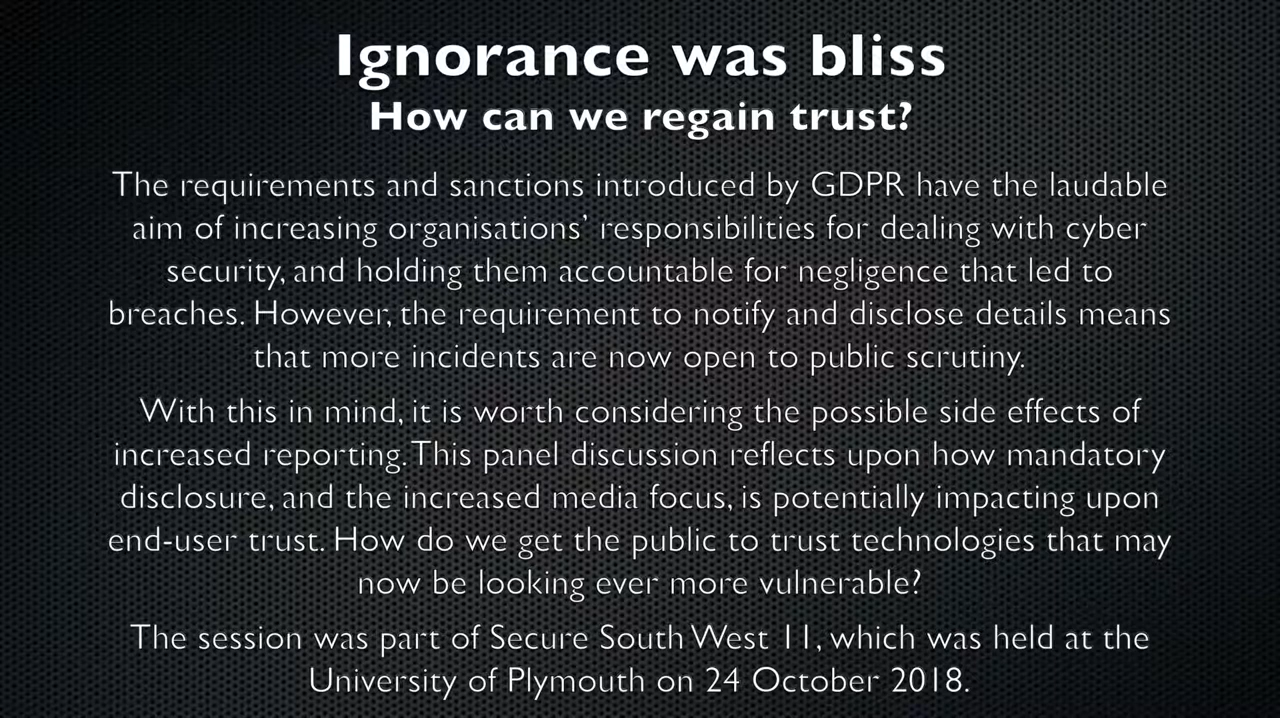 Ignorance was bliss
How can we regain trust?
The requirements and sanctions introduced by GDPR have the laudable
aim of increasing organisations’ responsibilities for dealing with cyber
security, and holding them accountable for negligence that led to
breaches. However, the requirement to notify and disclose details means
that more incidents are now open to public scrutiny.
With this in mind, it is worth considering the possible side effects of
increased reporting. This panel discussion reflects upon how mandatory
disclosure, and the increased media focus, is potentially impacting upon
end-user trust. How do we get the public to trust technologies that may
now be looking ever more vulnerable?
The session was part of Secure South West 11, which was held at the
University of Plymouth on 24 October 2018.